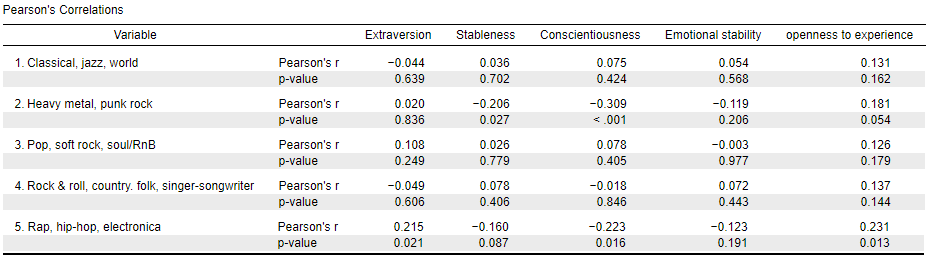 Pearson's Correlations
Variable Extraversion Stableness Conscientiousness Emotional stability openness to experience
1. Classical, jazz, world Pearson's r −0.044 0.036 0.075 0.054 0.131
p-value 0.639 0.702 0.424 0.568 0.162
2. Heavy metal, punk rock Pearson's r 0.020 −0.206 −0.309 −0.119 0.181
p-value 0.836 0.027 < .001 0.206 0.054
3. Pop, soft rock, soul/RnB Pearson's r 0.108 0.026 0.078 −0.003 0.126
p-value 0.249 0.779 0.405 0.977 0.179
4. Rock & roll, country. folk, singer-songwriter Pearson's r −0.049 0.078 −0.018 0.072 0.137
p-value 0.606 0.406 0.846 0.443 0.144
5. Rap, hip-hop, electronica Pearson's r 0.215 −0.160 −0.223 −0.123 0.231
p-value 0.021 0.087 0.016 0.191 0.013